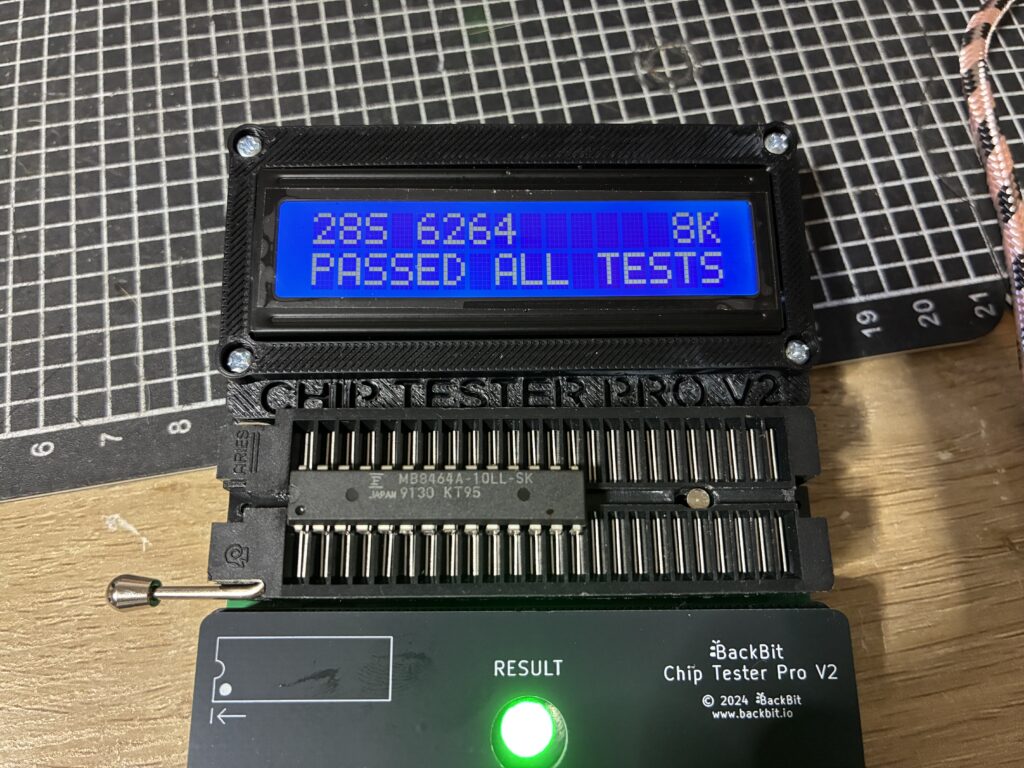 28S 6264 8K
PASSED ALL TESTS
CHIP TESTER PRO V2
ARIES
MB8464A-10LL-SK
JAPAN 9130 KT95
6 7 8
19 20 21
RESULT
BackBit
Chip Tester Pro V2
© 2024 BackBit
www.backbit.io
1